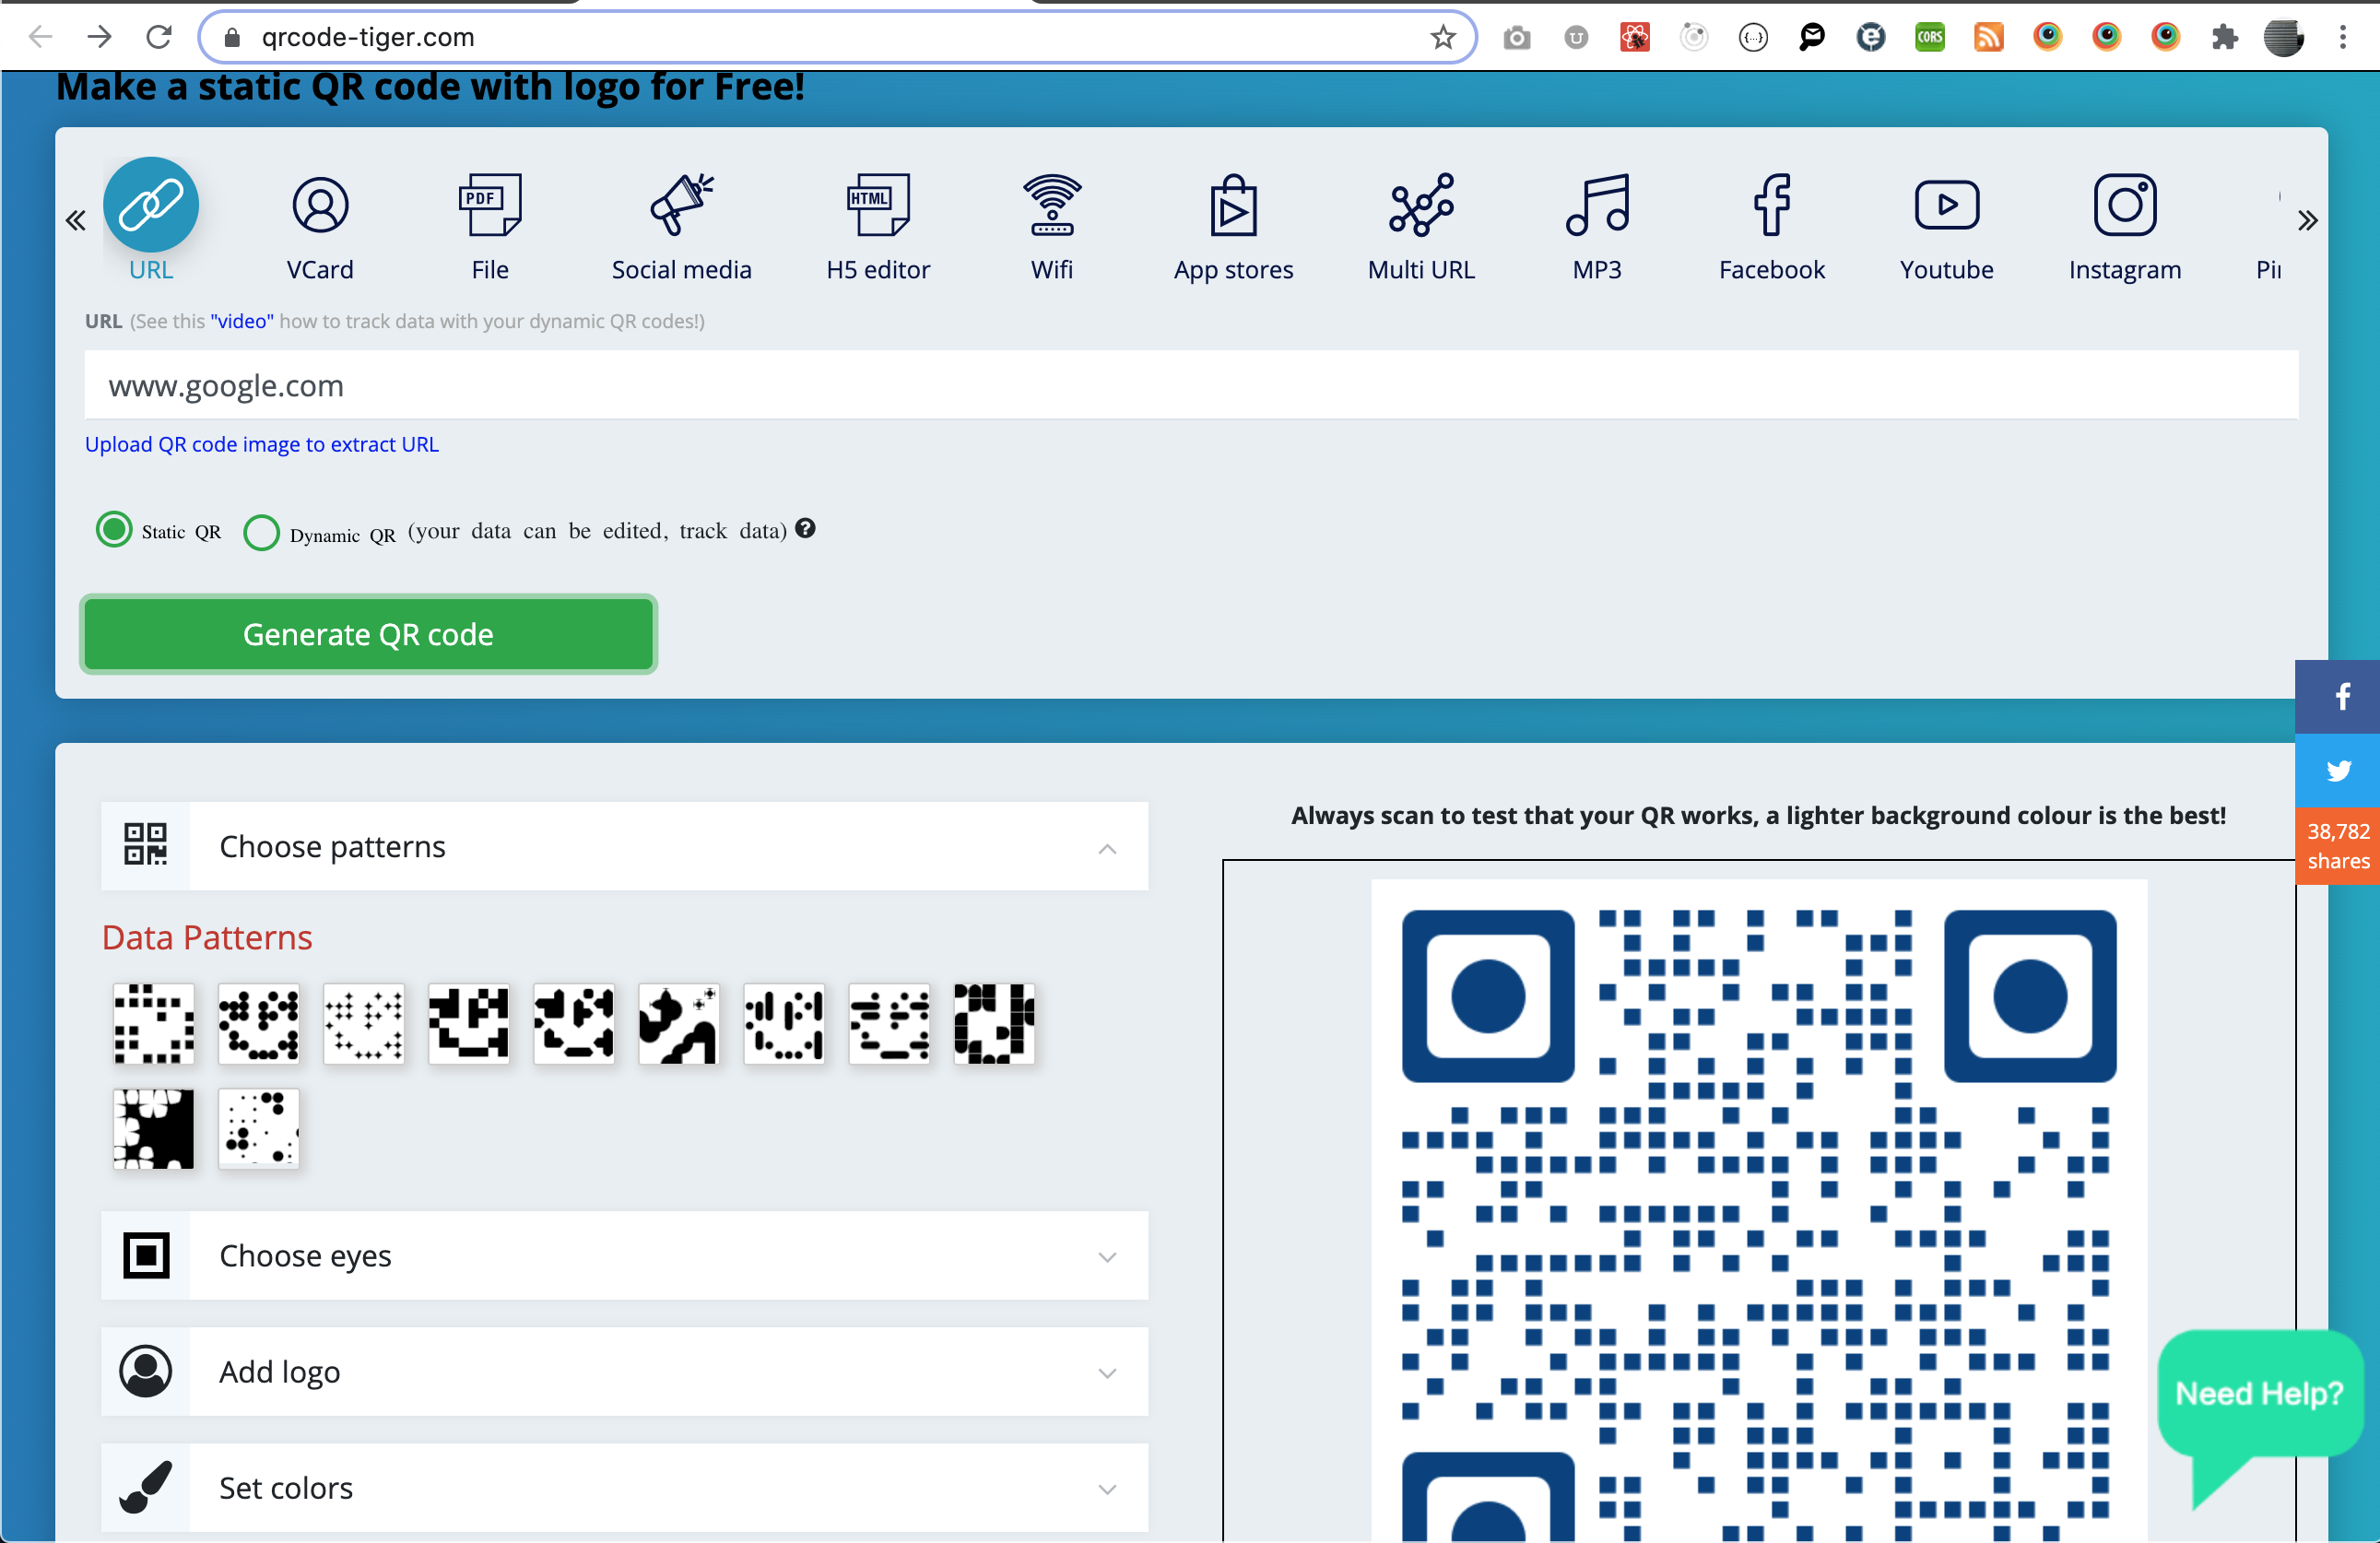 qrcode-tiger.com
CORS
Make a static QR code with logo for Free!
URL
VCard
PDF
File
Social media
HTML
H5 editor
Wifi
App stores
Multi URL
MP3
Facebook
Youtube
Instagram
URL (See this "video" how to track data with your dynamic QR codes!)
www.google.com
Upload QR code image to extract URL
Static QR Dynamic QR (your data can be edited, track data) ?
Generate QR code
38,782
shares
Choose patterns
Always scan to test that your QR works, a lighter background colour is the best!
Data Patterns
Choose eyes
Add logo
Need Help?
Set colors